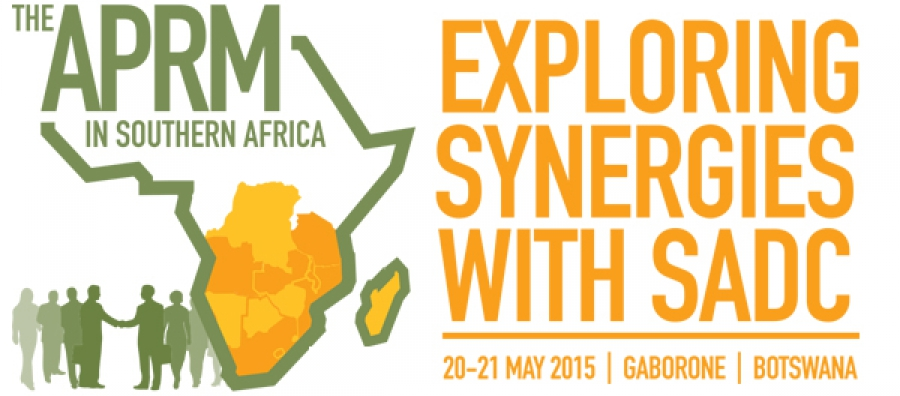 THE
APRM
IN SOUTHERN AFRICA
EXPLORING
SYNERGIES
WITH SADC
20-21 MAY 2015 | GABORONE | BOTSWANA